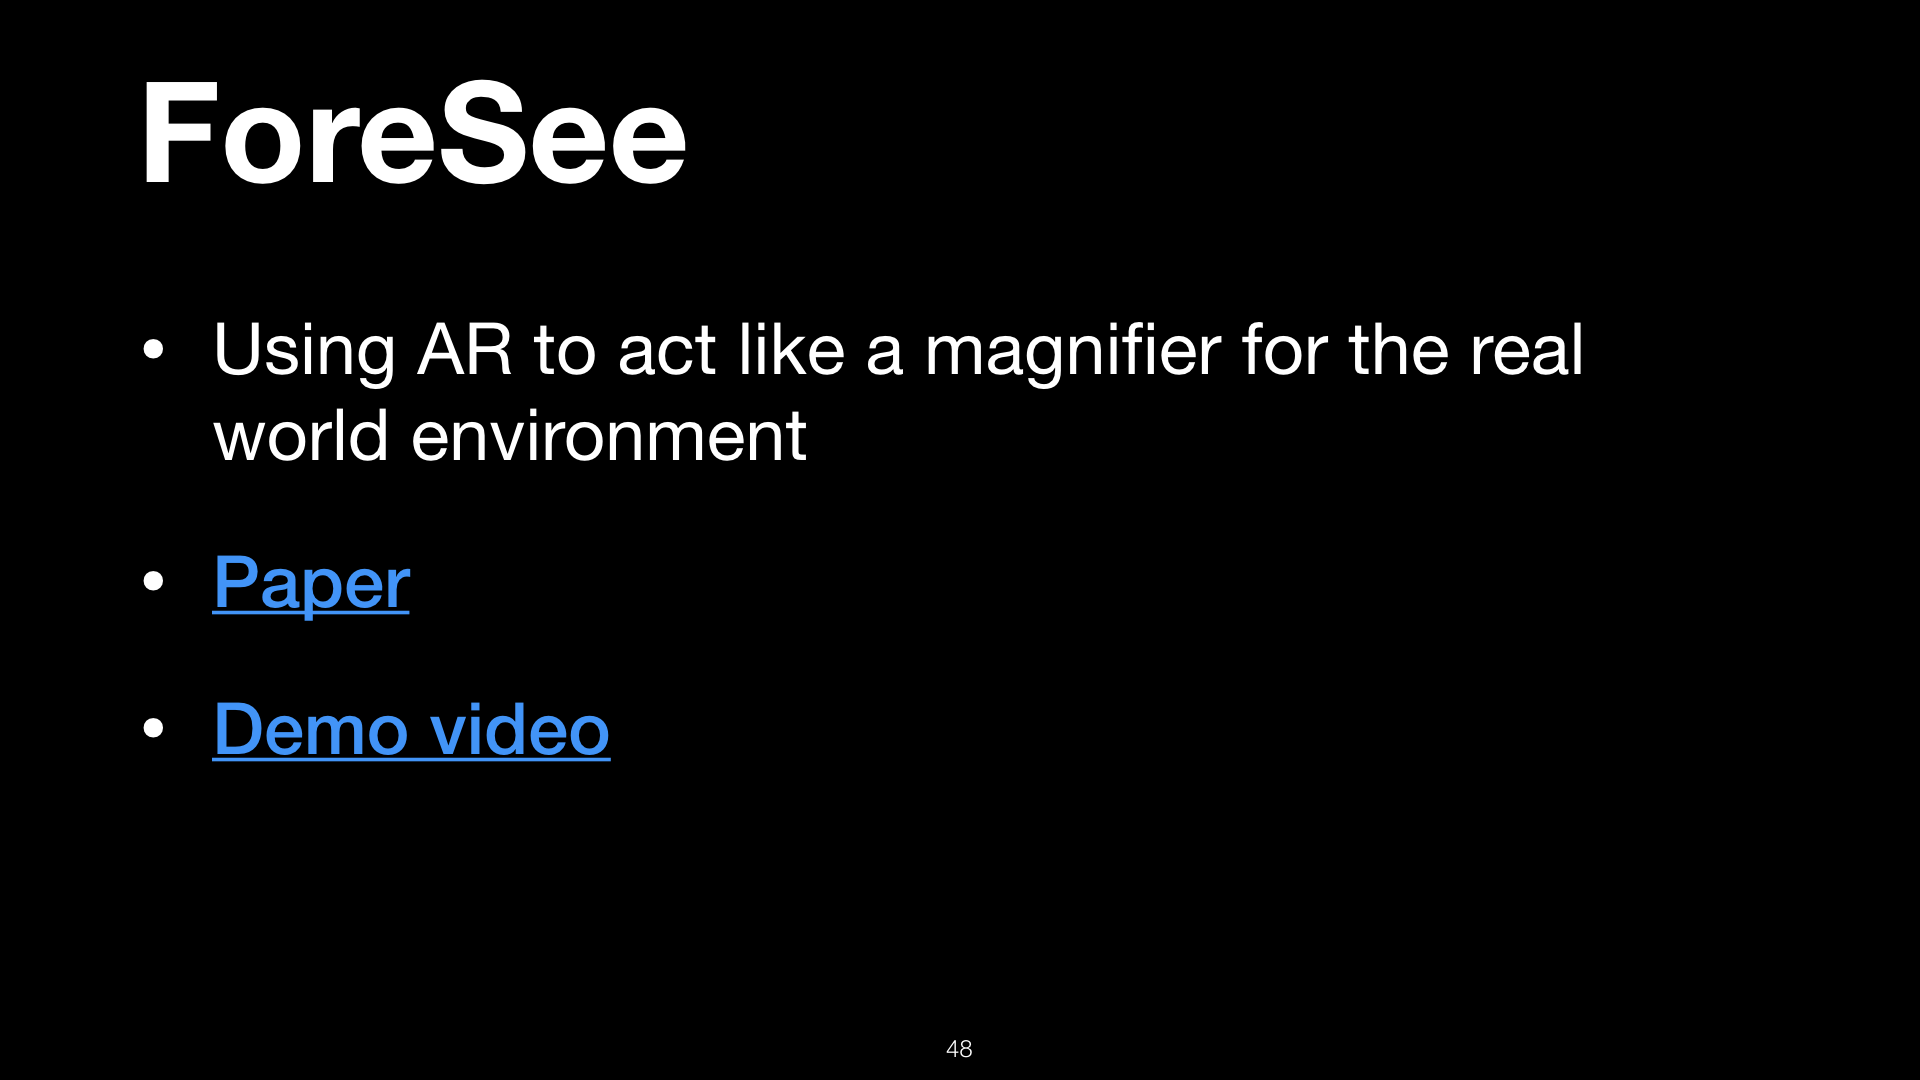 ForeSee
• Using AR to act like a magnifier for the real
world environment
• Paper
• Demo video
48